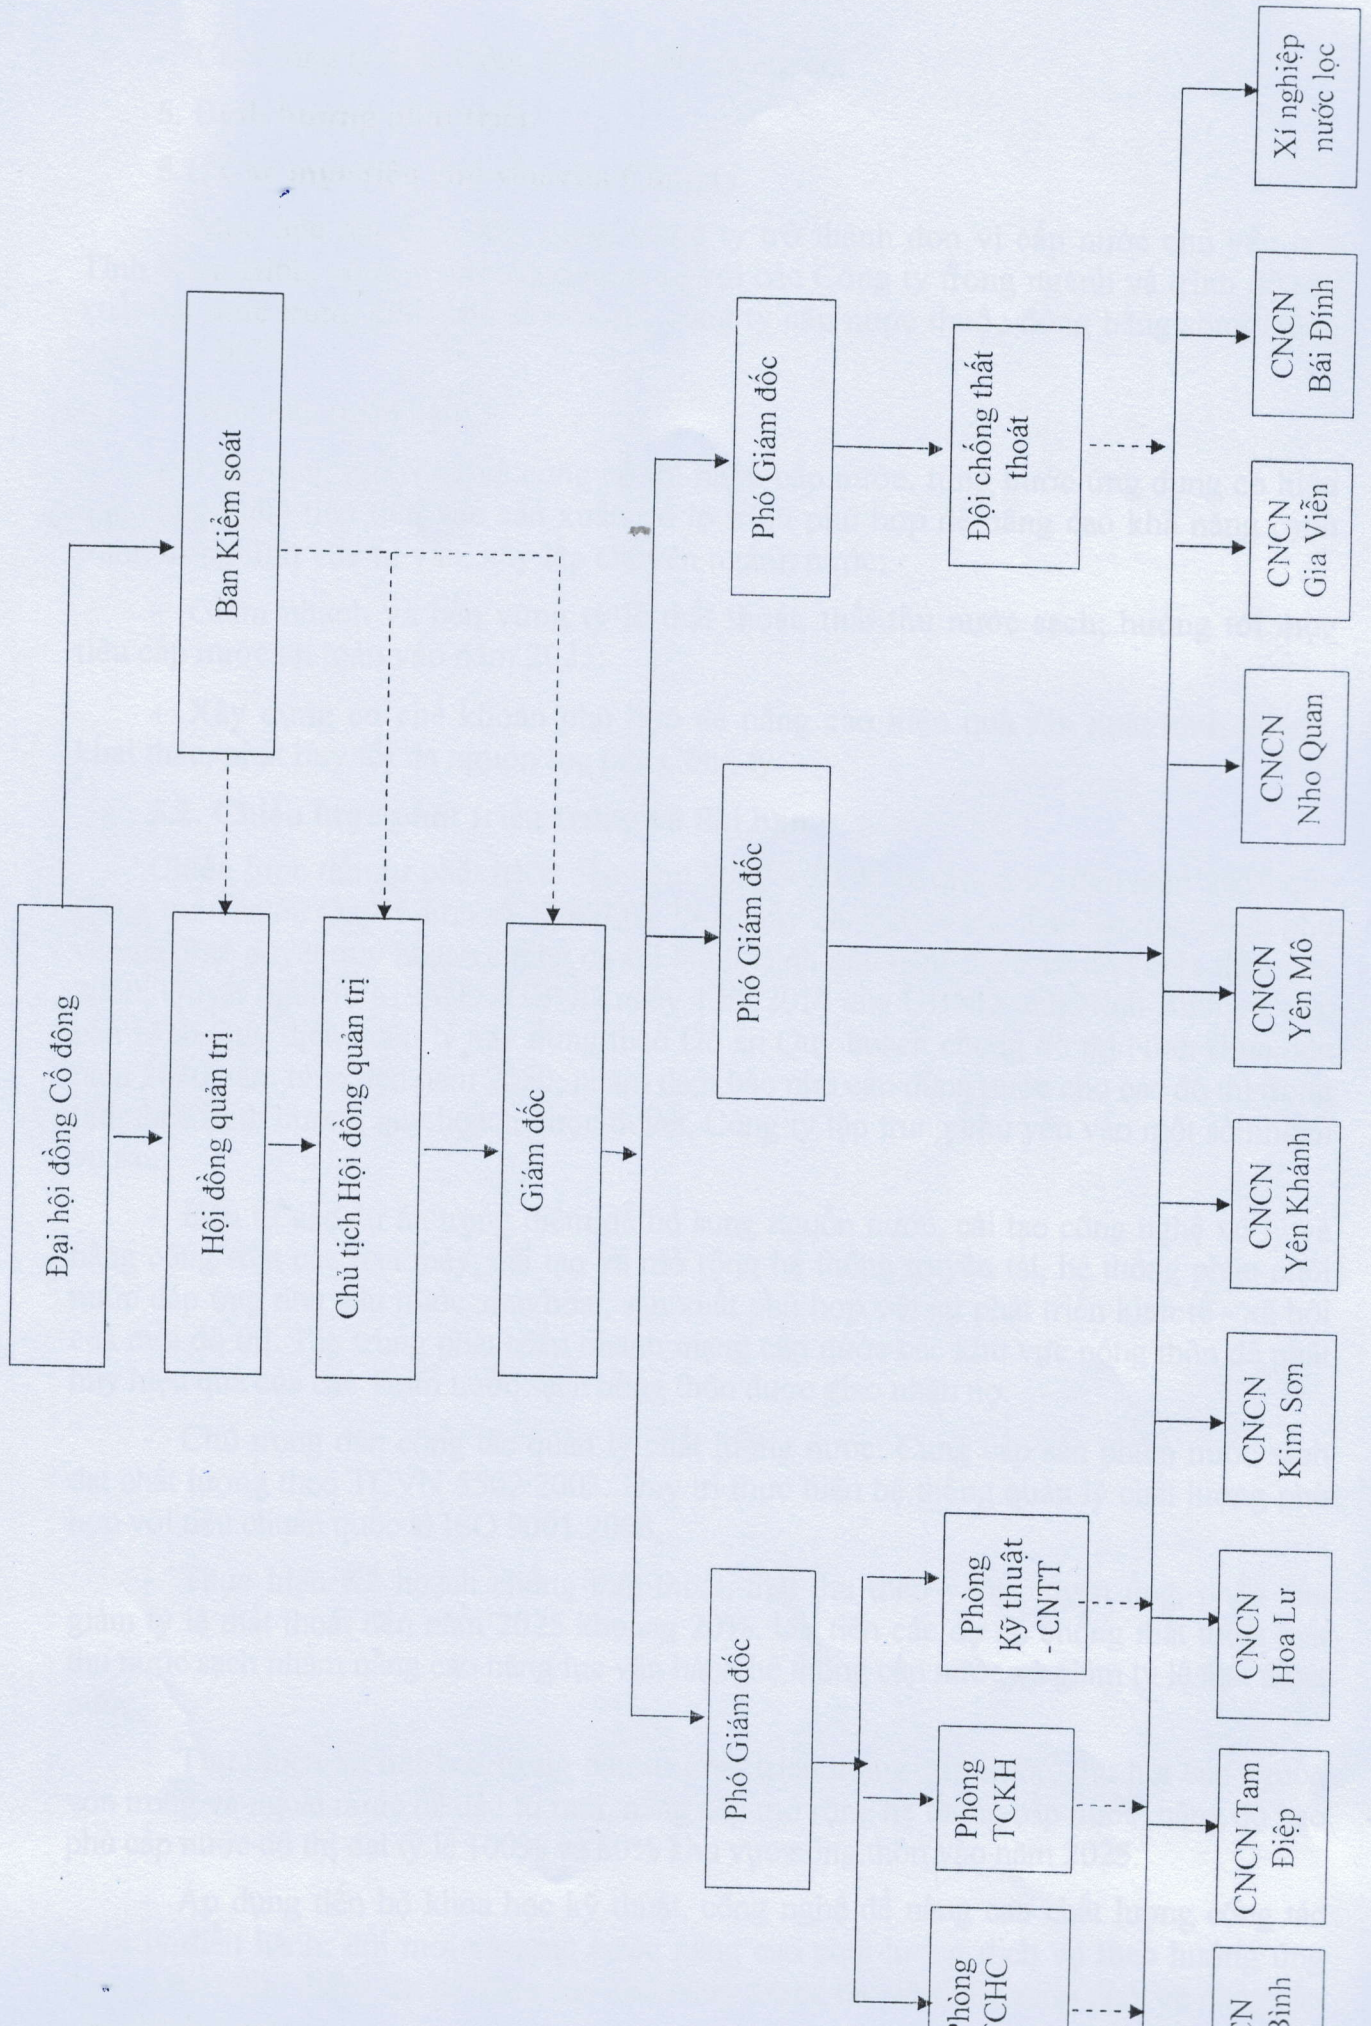 Đại hội đồng Cổ đông
Ban Kiểm soát
Hội đồng quản trị
Chủ tịch Hội đồng quản trị
Giám đốc
Phó Giám đốc
Phó Giám đốc
Phó Giám đốc
Phòng
TCKH
Phòng
Kỹ thuật
- CNTT
Đội chống thất
thoát
CNCN Tam
Điệp
CNCN
Hoa Lư
CNCN
Kim Sơn
CNCN
Yên Khánh
CNCN
Yên Mô
CNCN
Nho Quan
CNCN
Gia Viễn
CNCN
Bái Đính
Xí nghiệp
nước lọc